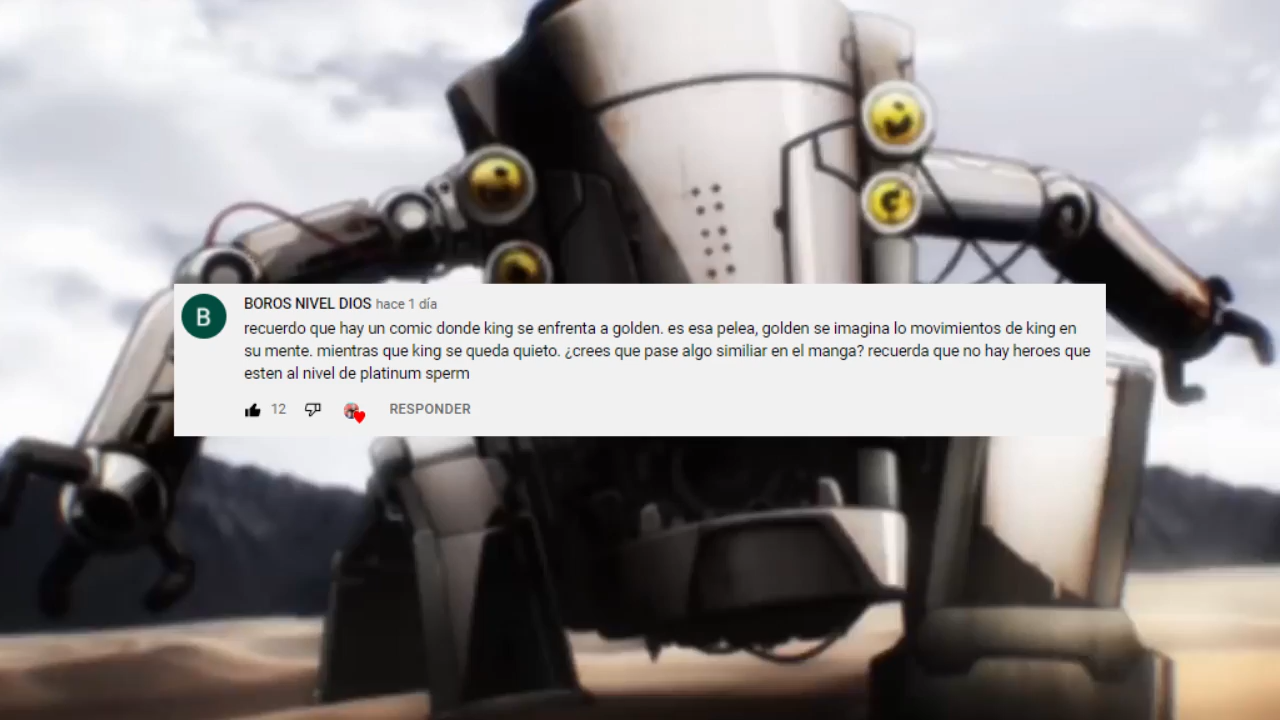 B
BOROS NIVEL DIOS hace 1 día
recuerdo que hay un comic donde king se enfrenta a golden. es esa pelea, golden se imagina lo movimientos de king en
su mente. mientras que king se queda quieto. ¿crees que pase algo similiar en el manga? recuerda que no hay heroes que
esten al nivel de platinum sperm
12 RESPONDER